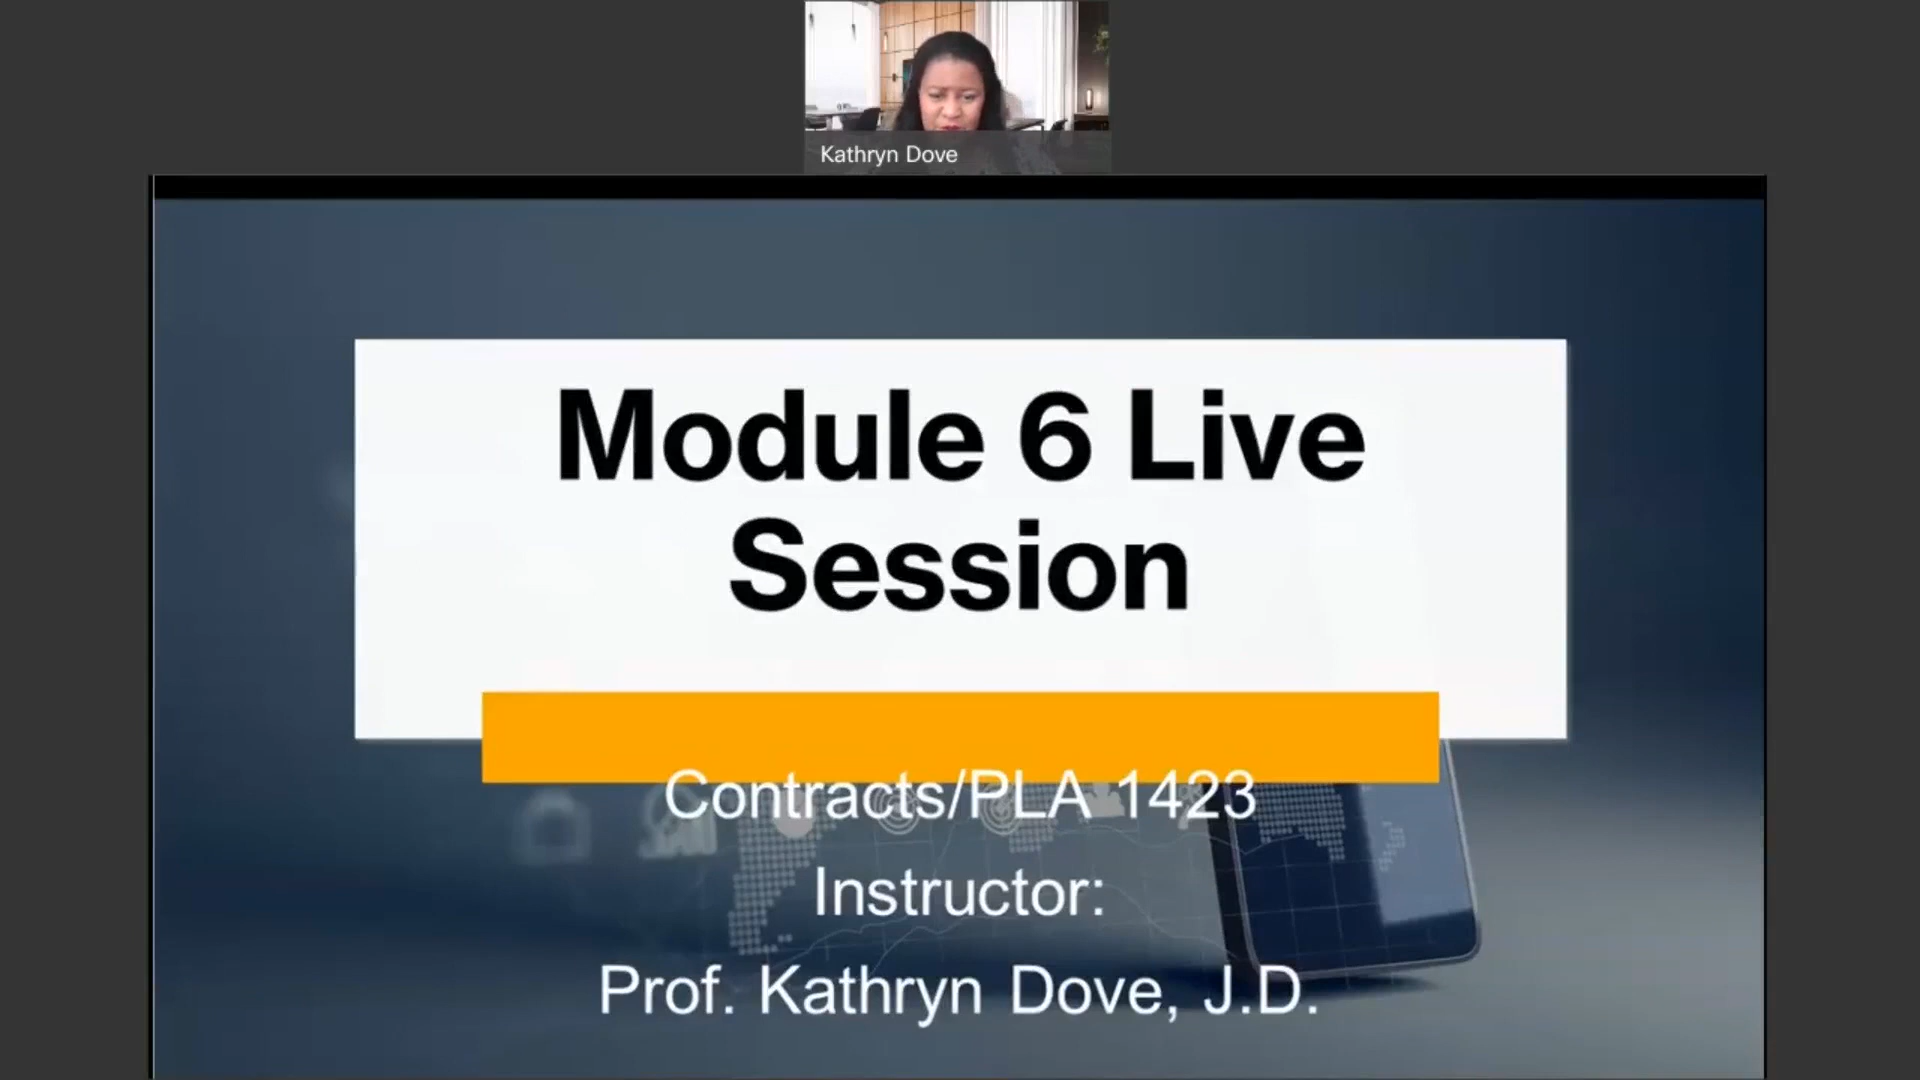 Kathryn Dove
Module 6 Live
Session
Contracts/PLA 1423
Instructor:
Prof. Kathryn Dove, J.D.